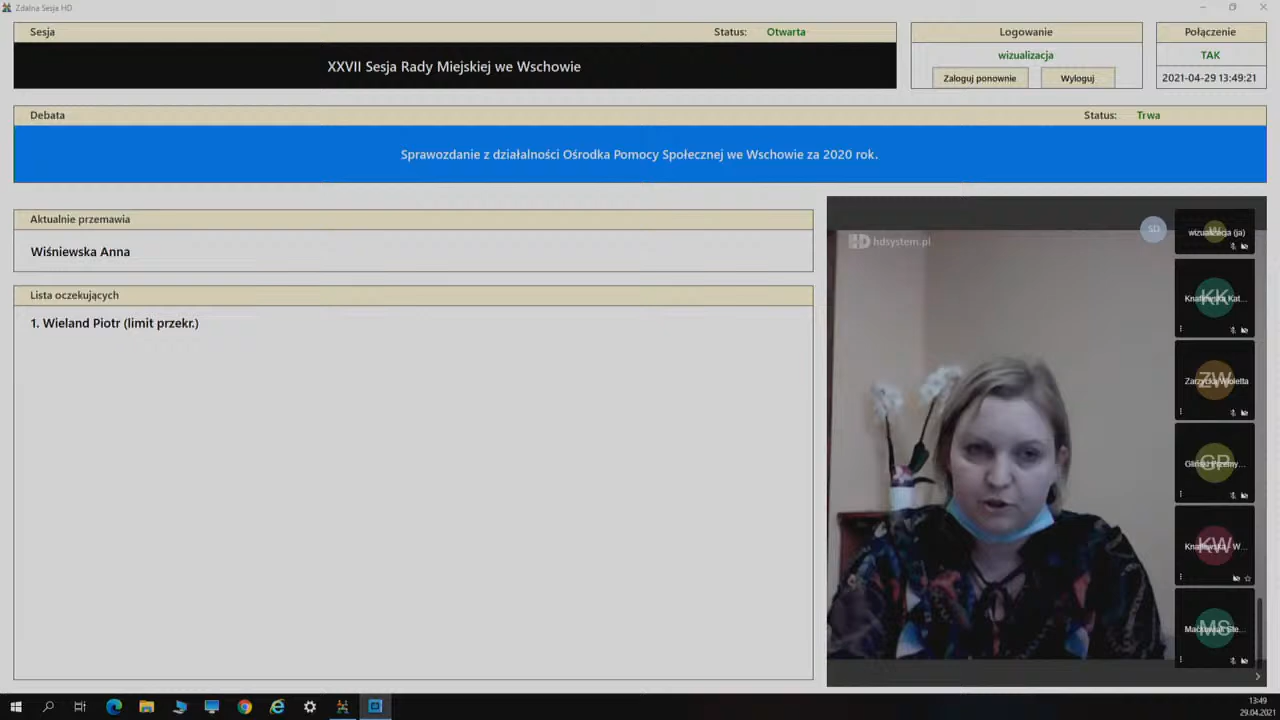 Zdalna Sesja HD
Sesja
Status: Otwarta
XXVII Sesja Rady Miejskiej we Wschowie
Logowanie
wizualizacja
Zaloguj ponownie
Wyloguj
Połączenie
TAK
2021-04-29 13:49:21
Debata
Status: Trwa
Sprawozdanie z działalności Ośrodka Pomocy Społecznej we Wschowie za 2020 rok.
Aktualnie przemawia
Wiśniewska Anna
Lista oczekujących
1. Wieland Piotr (limit przekr.)
HD hdsystem.pl
SD
W
wizualizacja (ja)
KK
Kat...
ZW
Zarzycka Wioletta
GP
KW
MS
13:49
29.04.2021